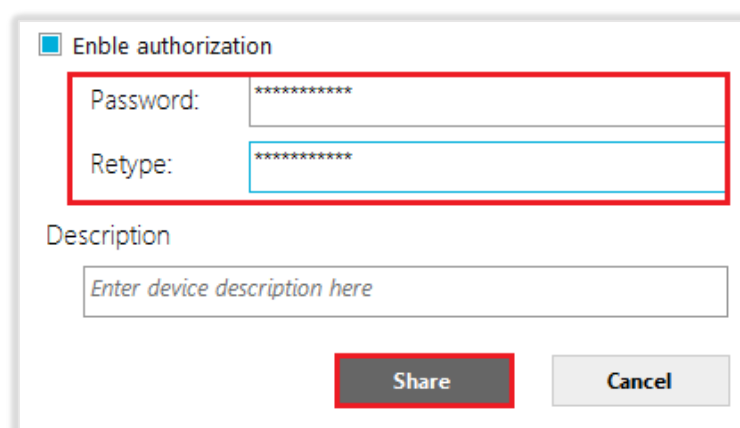 Enble authorization
Password: ***********
Retype: ***********
Description
Enter device description here
Share Cancel